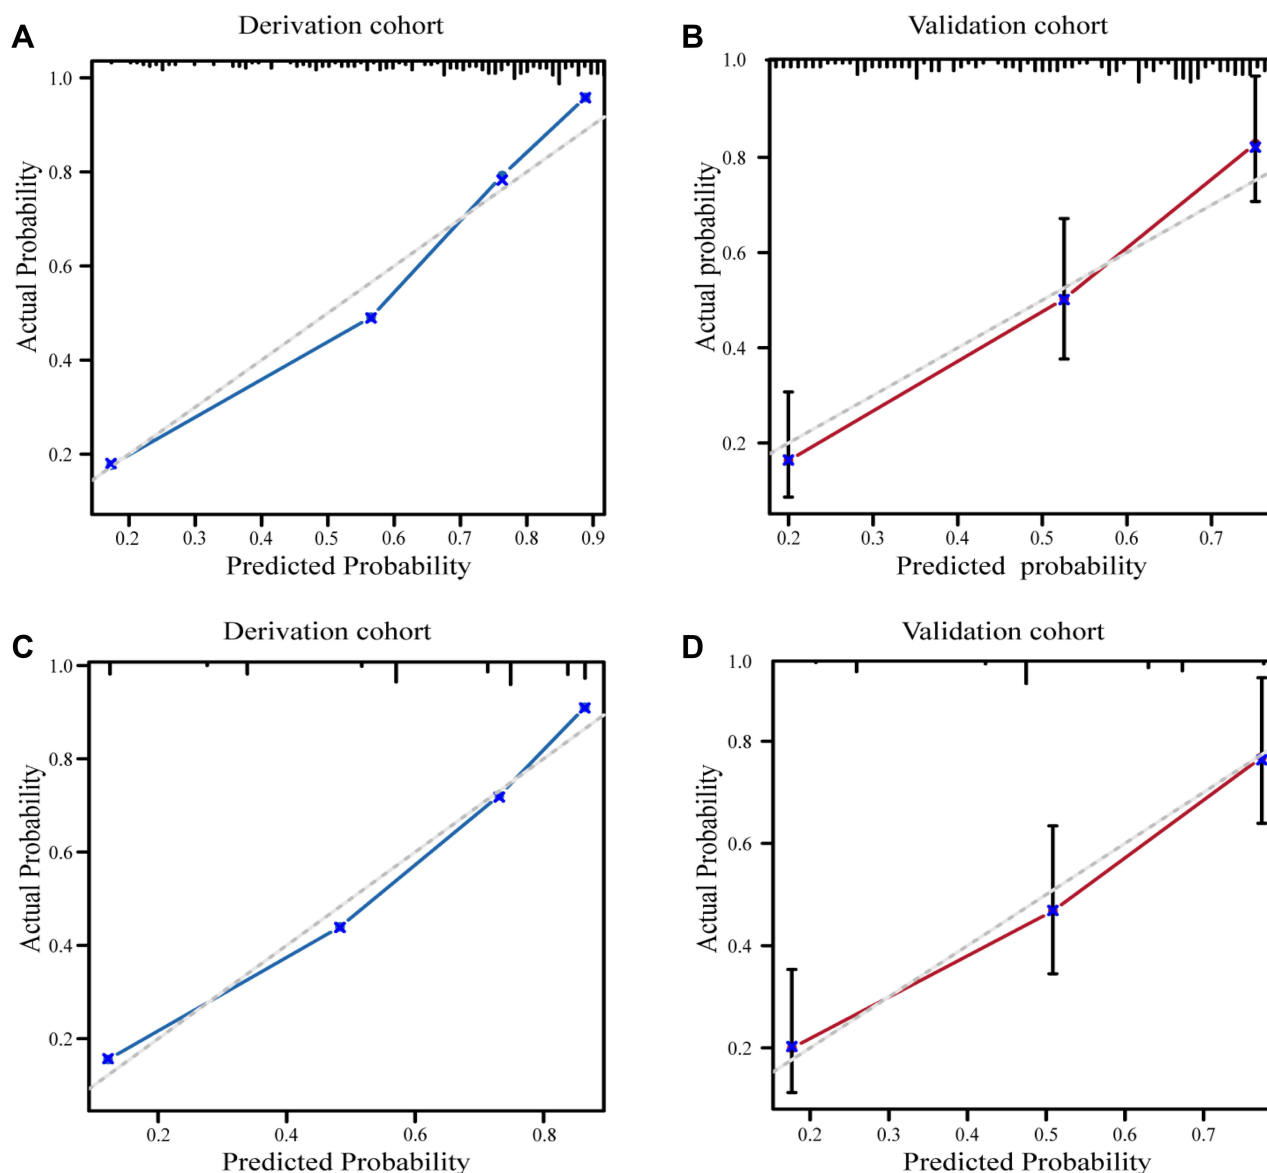 A
Derivation cohort
1.0
0.8
0.6
0.4
0.2
Actual Probability
0.2 0.3 0.4 0.5 0.6 0.7 0.8 0.9
Predicted Probability
B
Validation cohort
1.0
0.8
0.6
0.4
0.2
Actual probability
0.2 0.3 0.4 0.5 0.6 0.7
Predicted probability
C
Derivation cohort
1.0
0.8
0.6
0.4
0.2
Actual Probability
0.2 0.4 0.6 0.8
Predicted Probability
D
Validation cohort
1.0
0.8
0.6
0.4
0.2
Actual Probability
0.2 0.3 0.4 0.5 0.6 0.7
Predicted Probability